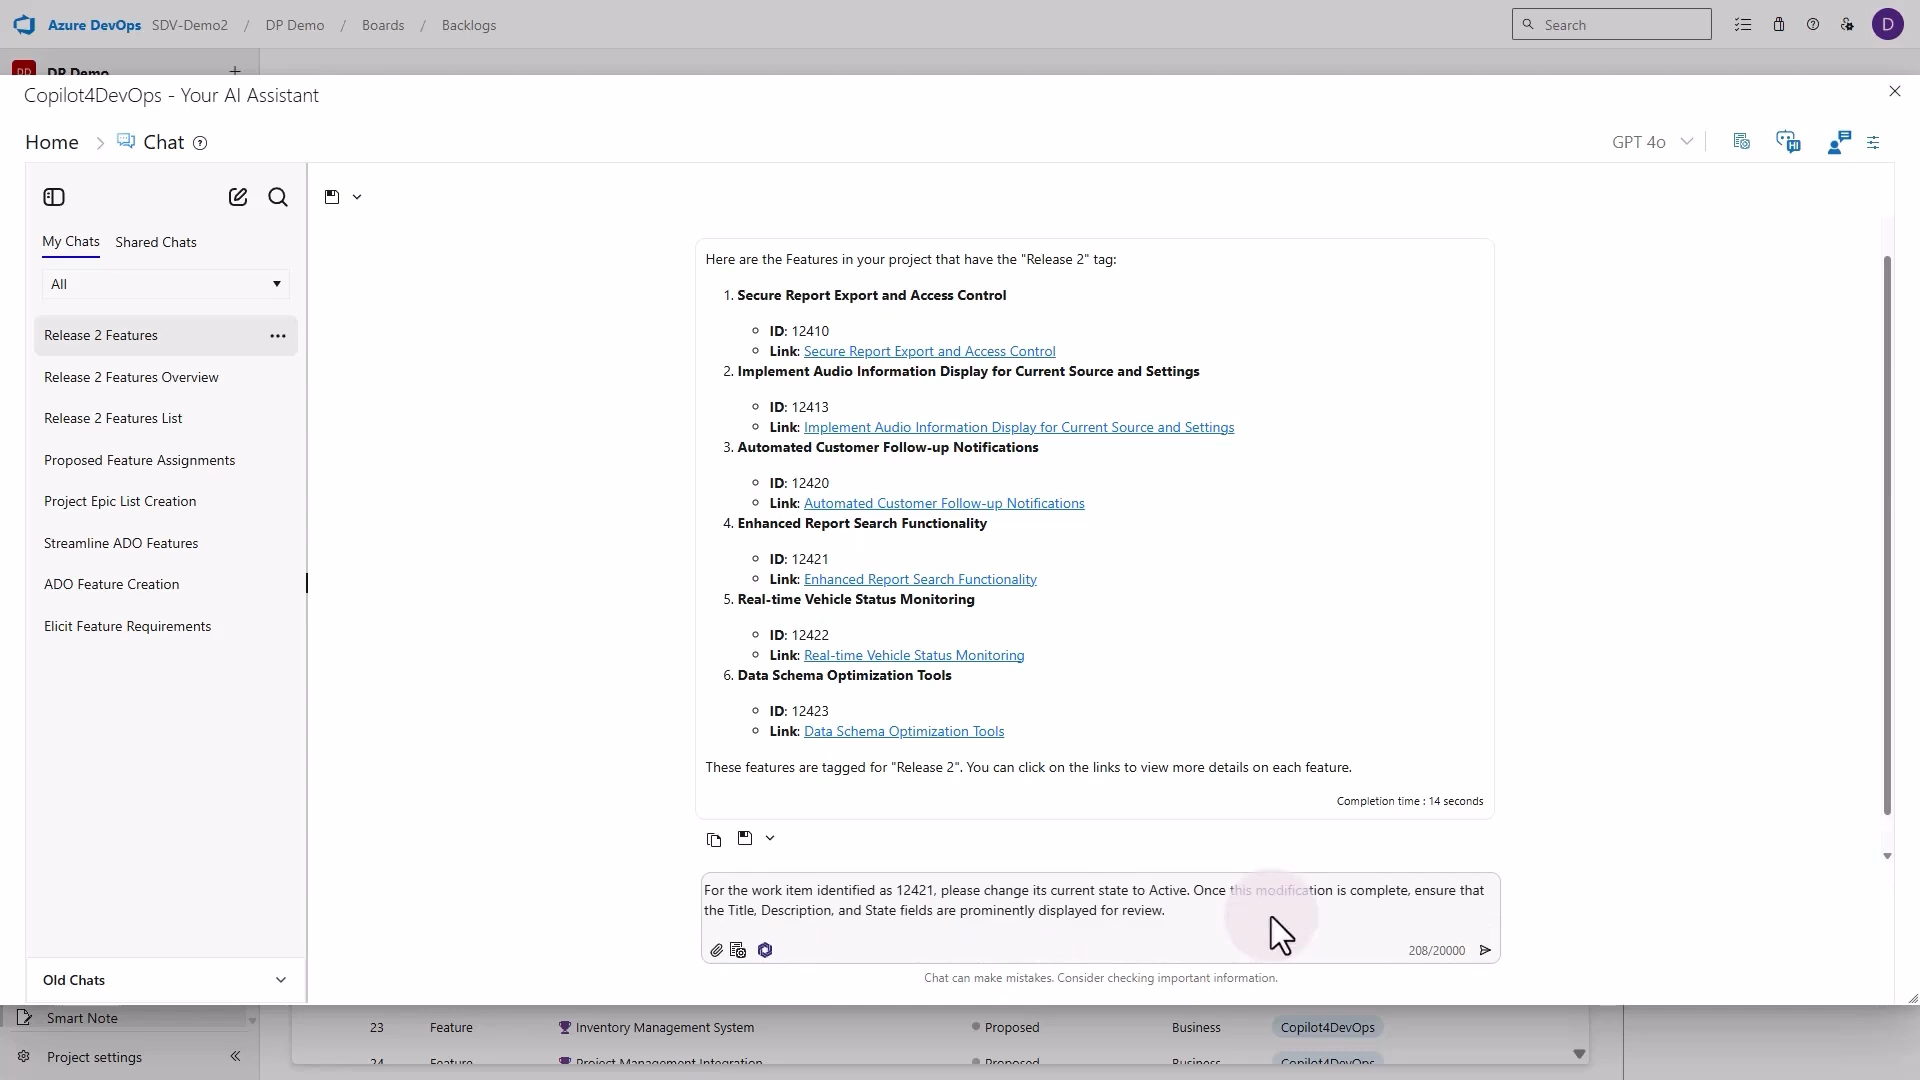 Azure DevOps SDV-Demo2 / DP Demo / Boards / Backlogs
Search
D
DP Demo
Copilot4DevOps - Your AI Assistant
Home > Chat
GPT 4o
My Chats Shared Chats
All
Release 2 Features
Release 2 Features Overview
Release 2 Features List
Proposed Feature Assignments
Project Epic List Creation
Streamline ADO Features
ADO Feature Creation
Elicit Feature Requirements
Old Chats
Here are the Features in your project that have the "Release 2" tag:
1. Secure Report Export and Access Control
ID: 12410
Link: Secure Report Export and Access Control
2. Implement Audio Information Display for Current Source and Settings
ID: 12413
Link: Implement Audio Information Display for Current Source and Settings
3. Automated Customer Follow-up Notifications
ID: 12420
Link: Automated Customer Follow-up Notifications
4. Enhanced Report Search Functionality
ID: 12421
Link: Enhanced Report Search Functionality
5. Real-time Vehicle Status Monitoring
ID: 12422
Link: Real-time Vehicle Status Monitoring
6. Data Schema Optimization Tools
ID: 12423
Link: Data Schema Optimization Tools
These features are tagged for "Release 2". You can click on the links to view more details on each feature.
Completion time : 14 seconds
For the work item identified as 12421, please change its current state to Active. Once this modification is complete, ensure that
the Title, Description, and State fields are prominently displayed for review.
208/20000
Chat can make mistakes. Consider checking important information.
Smart Note
Project settings
23 Feature Inventory Management System Proposed Business Copilot4DevOps
24 Feature Project Management Integration Proposed Business Copilot4DevOps